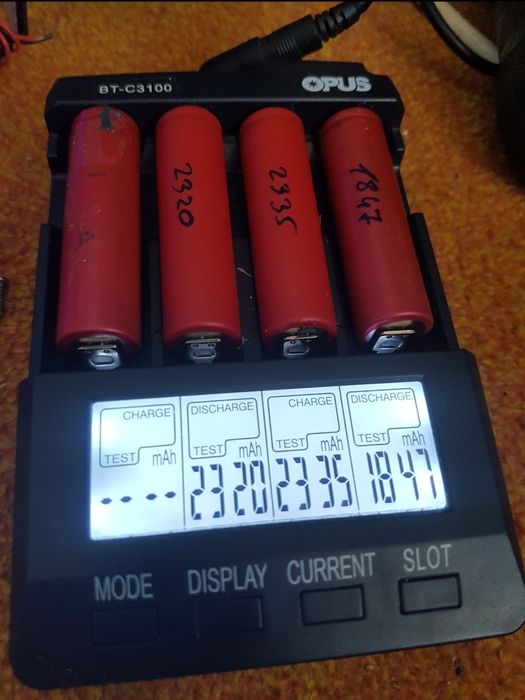 BT-C3100
OPUS
2320
2335
1847
CHARGE
TEST mAh
- - - -
DISCHARGE
TEST mAh
2320
CHARGE
TEST mAh
2335
DISCHARGE
TEST mAh
1847
MODE DISPLAY CURRENT SLOT